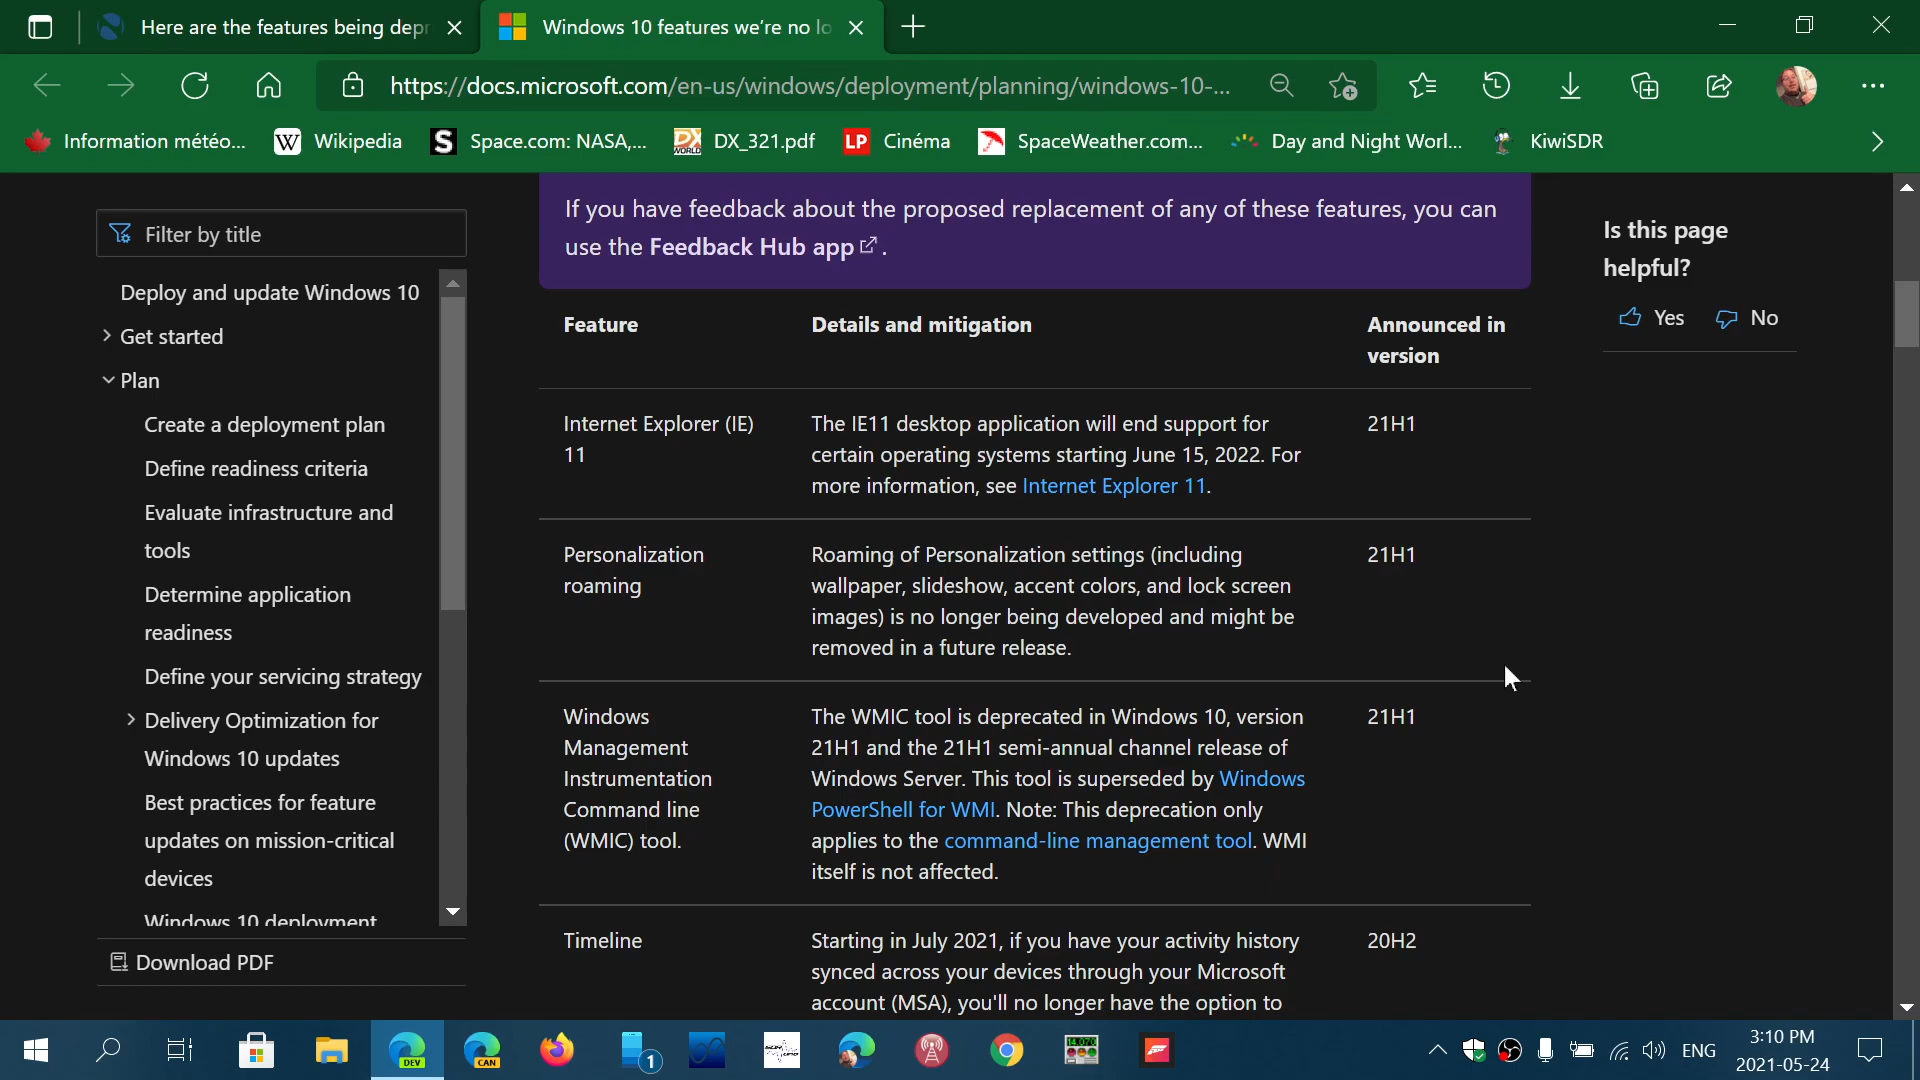 Here are the features being depr
Windows 10 features we're no lo
https://docs.microsoft.com/en-us/windows/deployment/planning/windows-10-...
Information météo...
Wikipedia
Space.com: NASA,...
DX_321.pdf
Cinéma
SpaceWeather.com...
Day and Night Worl...
KiwiSDR
Filter by title
Deploy and update Windows 10
Get started
Plan
Create a deployment plan
Define readiness criteria
Evaluate infrastructure and
tools
Determine application
readiness
Define your servicing strategy
Delivery Optimization for
Windows 10 updates
Best practices for feature
updates on mission-critical
devices
Windows 10 deployment
Download PDF
If you have feedback about the proposed replacement of any of these features, you can
use the Feedback Hub app.
Feature
Details and mitigation
Announced in
version
Internet Explorer (IE)
11
The IE11 desktop application will end support for
certain operating systems starting June 15, 2022. For
more information, see Internet Explorer 11.
21H1
Personalization
roaming
Roaming of Personalization settings (including
wallpaper, slideshow, accent colors, and lock screen
images) is no longer being developed and might be
removed in a future release.
21H1
Windows
Management
Instrumentation
Command line
(WMIC) tool.
The WMIC tool is deprecated in Windows 10, version
21H1 and the 21H1 semi-annual channel release of
Windows Server. This tool is superseded by Windows
PowerShell for WMI. Note: This deprecation only
applies to the command-line management tool. WMI
itself is not affected.
21H1
Timeline
Starting in July 2021, if you have your activity history
synced across your devices through your Microsoft
account (MSA), you'll no longer have the option to
20H2
Is this page
helpful?
Yes
No
DEV
CAN
1
ENG
3:10 PM
2021-05-24